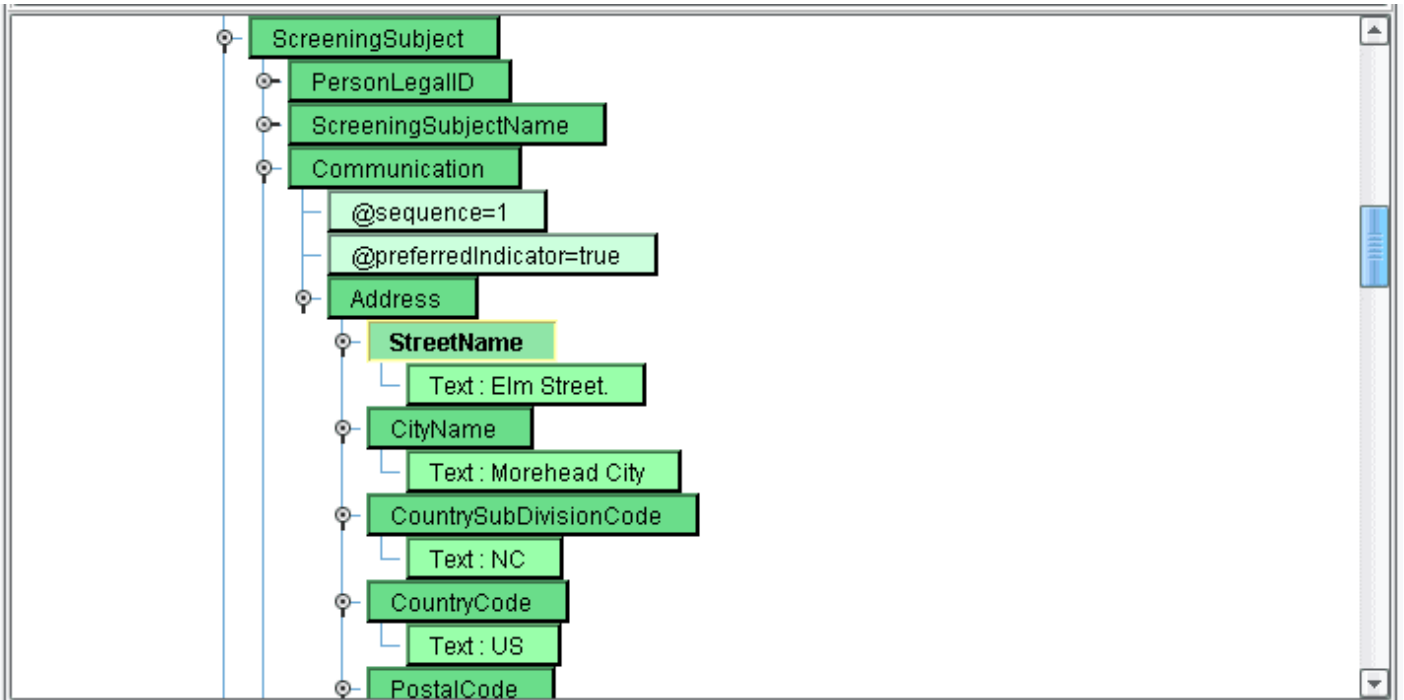 ScreeningSubject
PersonLegalID
ScreeningSubjectName
Communication
@sequence=1
@preferredIndicator=true
Address
StreetName
Text : Elm Street.
CityName
Text : Morehead City
CountrySubDivisionCode
Text : NC
CountryCode
Text : US
PostalCode